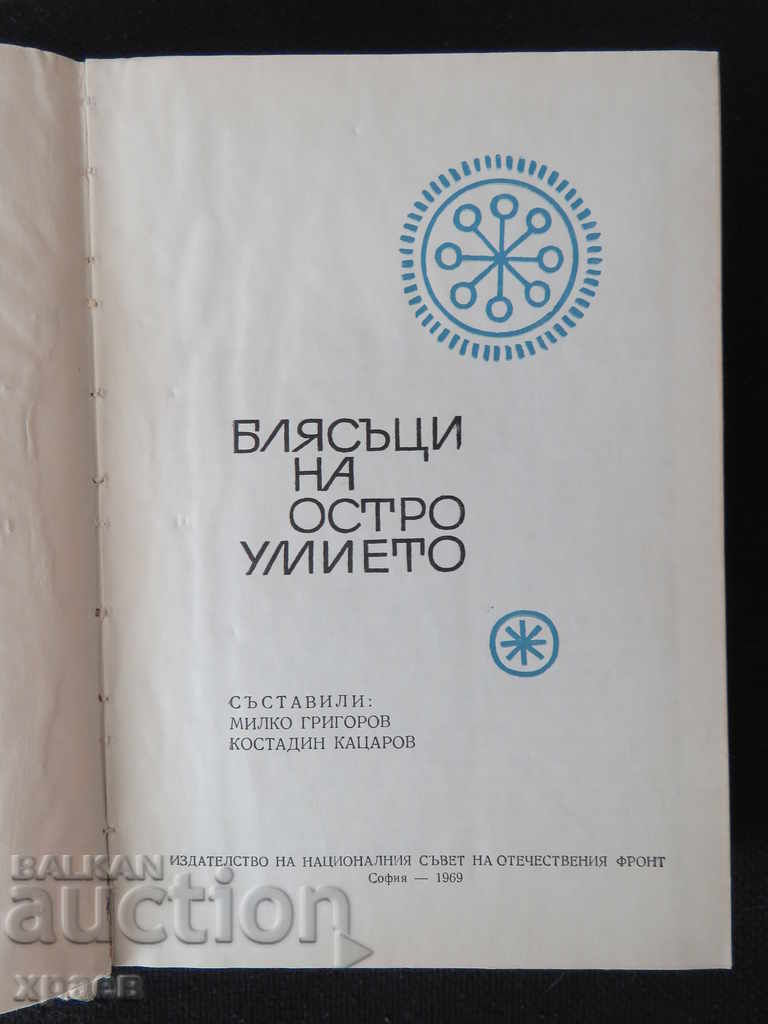 БЛЯСЪЦИ
НА
ОСТРО
УМИЕТО
СЪСТАВИЛИ:
МИЛКО ГРИГОРОВ
КОСТАДИН КАЦАРОВ
ИЗДАТЕЛСТВО НА НАЦИОНАЛНИЯ СЪВЕТ НА ОТЕЧЕСТВЕНИЯ ФРОНТ
София — 1969
BALKAN
auction
храев